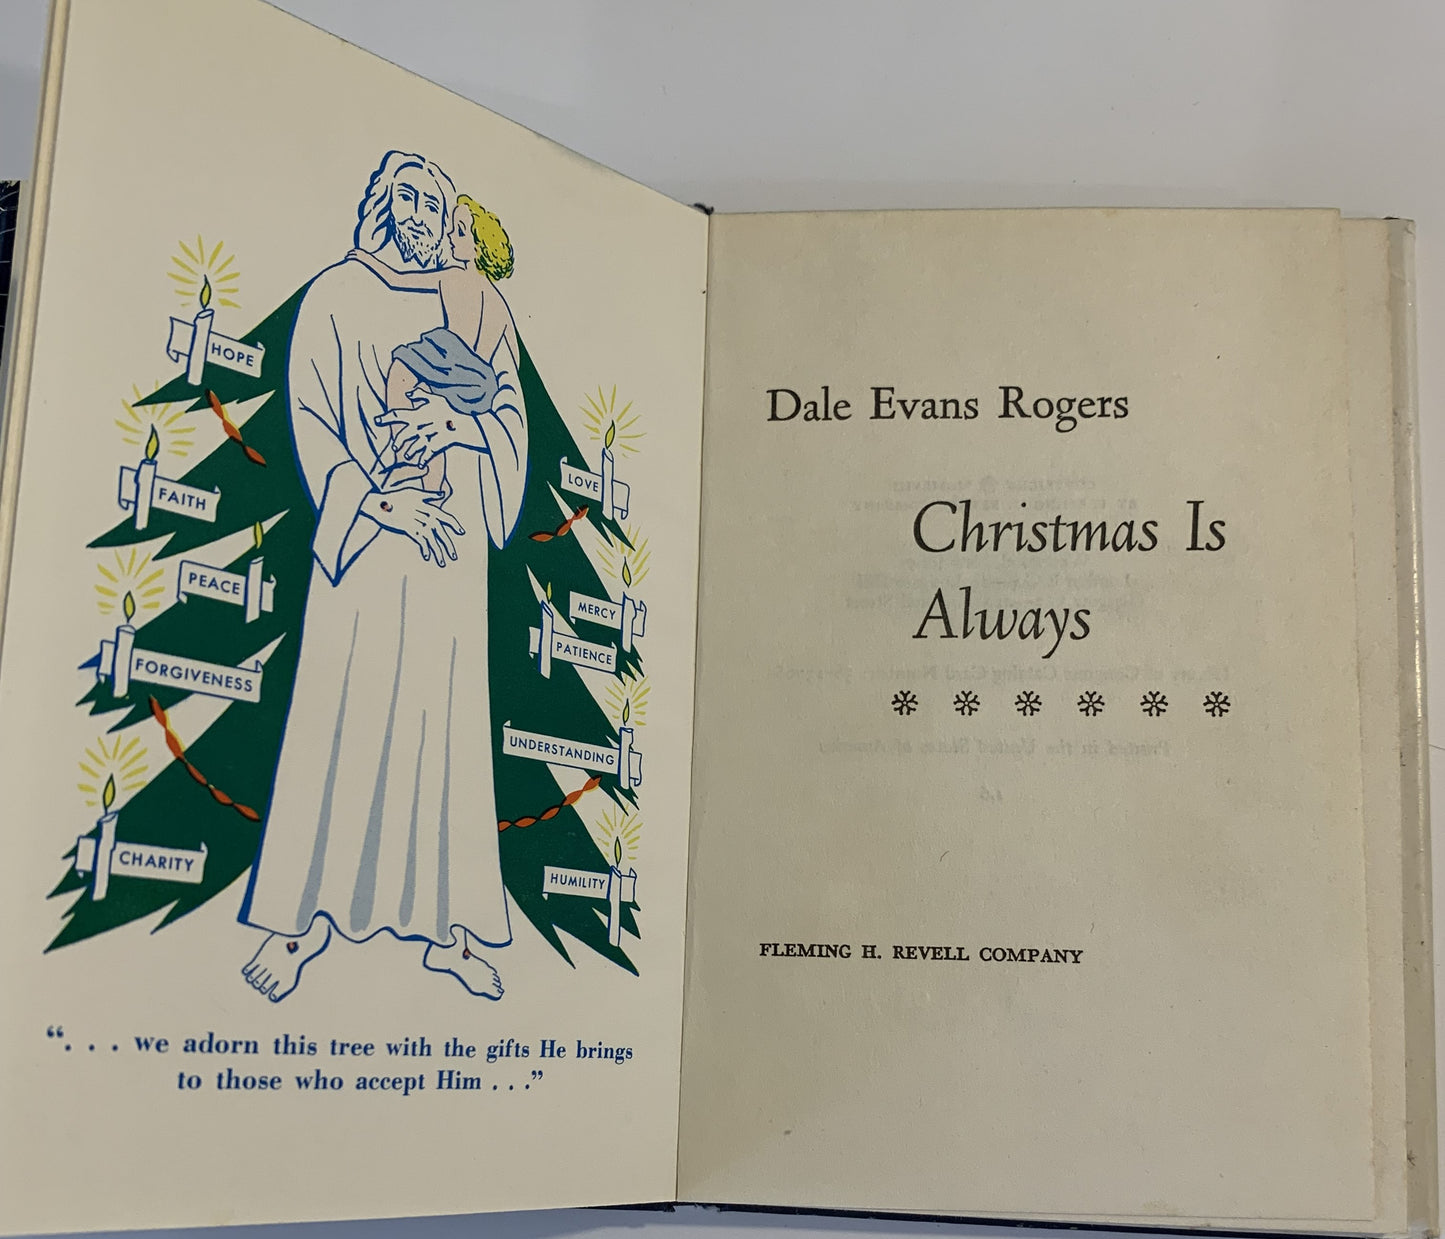 HOPE
FAITH
PEACE
FORGIVENESS
CHARITY
LOVE
MERCY
PATIENCE
UNDERSTANDING
HUMILITY
“. . . we adorn this tree with the gifts He brings
to those who accept Him . . .”
Dale Evans Rogers
Christmas Is
Always
FLEMING H. REVELL COMPANY